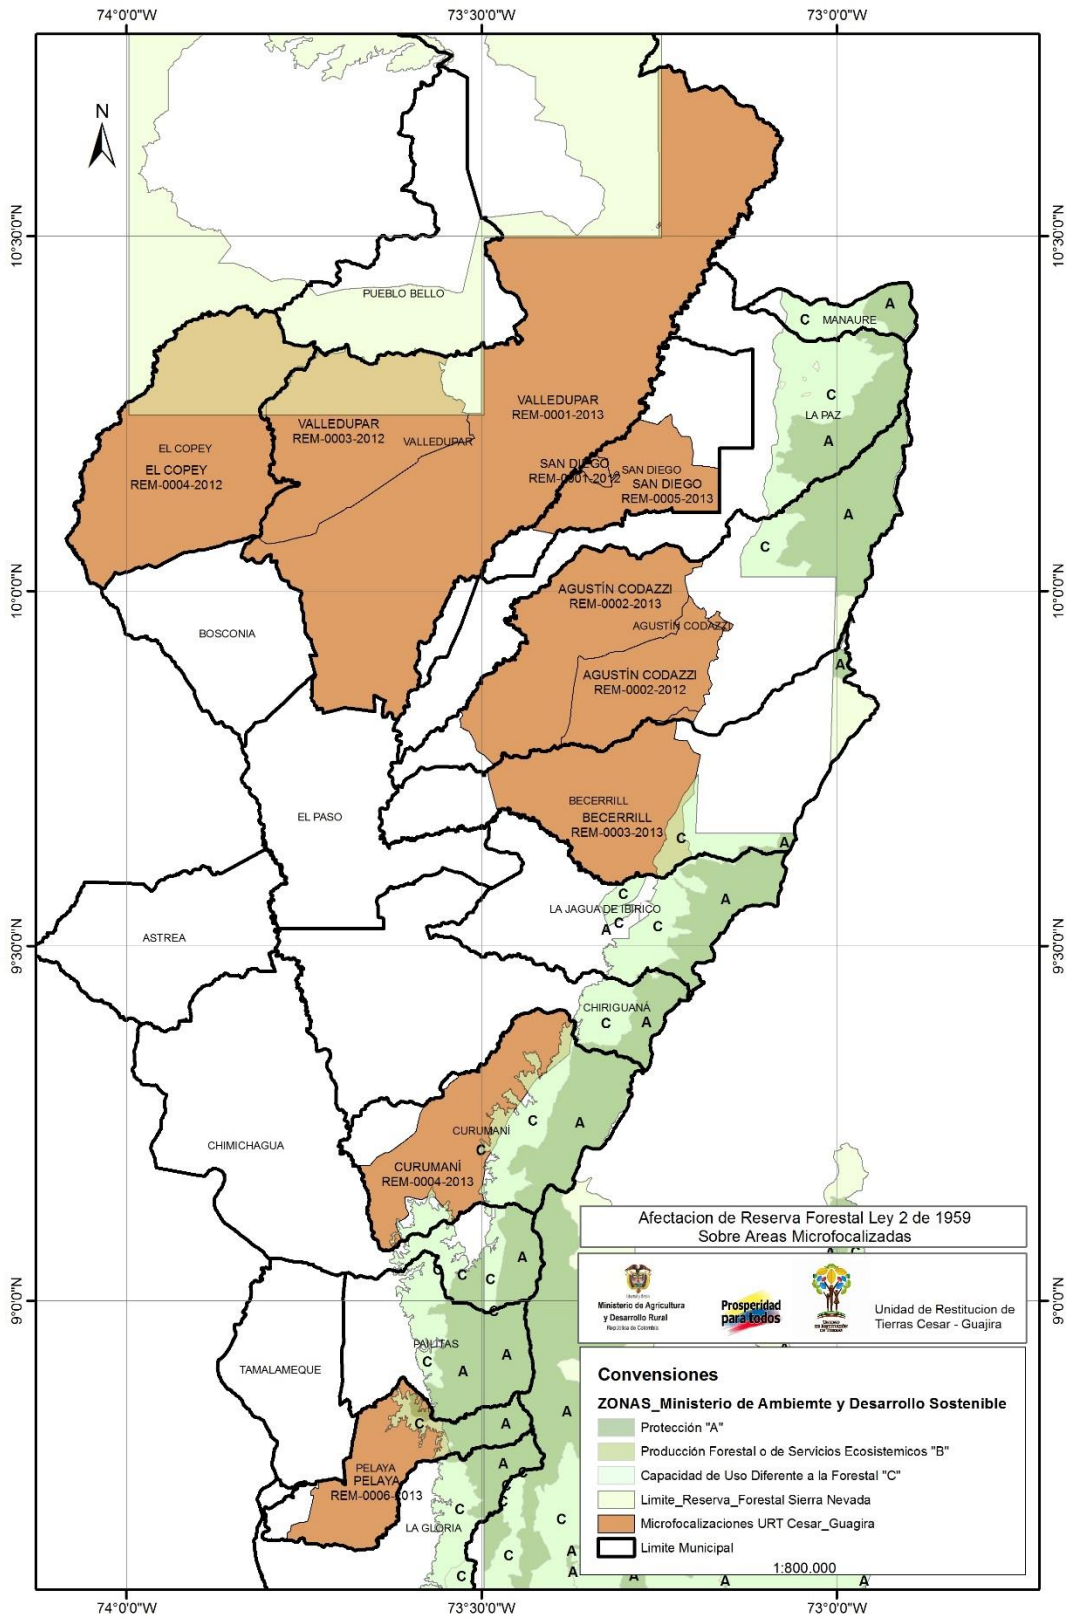 74°0'0"W
73°30'0"W
73°0'0"W
N
10°30'0"N
10°30'0"N
PUEBLO BELLO
A
C
MANAURE
C
LA PAZ
A
VALLEDUPAR
REM-0001-2013
VALLEDUPAR
REM-0003-2012
VALLEDUPAR
EL COPEY
EL COPEY
REM-0004-2012
SAN DIEGO
REM-0001-2012
SAN DIEGO
SAN DIEGO
REM-0005-2013
A
C
10°0'0"N
10°0'0"N
AGUSTÍN CODAZZI
REM-0002-2013
AGUSTÍN CODAZZI
BOSCONIA
A
AGUSTÍN CODAZZI
REM-0002-2012
EL PASO
BECERRILL
BECERRILL
REM-0003-2013
C
A
C
A
LA JAGUA DE IBIRICO
C
A
C
ASTREA
9°30'0"N
9°30'0"N
CHIRIGUANÁ
C
A
C
A
CURUMANÍ
C
CHIMICHAGUA
CURUMANÍ
REM-0004-2013
A
C
C
C
9°0'0"N
9°0'0"N
C
PAILITAS
A
C
A
TAMALAMEQUE
A
C
A
PELAYA
PELAYA
REM-0006-2013
A
C
C
C
C
LA GLORIA
C
A
C
A
C
C
A
A
A
A
C
A
Afectacion de Reserva Forestal Ley 2 de 1959
Sobre Areas Microfocalizadas
Ministerio de Agricultura
y Desarrollo Rural
República de Colombia
Prosperidad
para todos
UNIDAD
DE RESTITUCIÓN
DE TIERRAS
Unidad de Restitucion de
Tierras Cesar - Guajira
Convensiones
ZONAS_Ministerio de Ambiemte y Desarrollo Sostenible
Protección "A"
Producción Forestal o de Servicios Ecosistemicos "B"
Capacidad de Uso Diferente a la Forestal "C"
Limite_Reserva_Forestal Sierra Nevada
Microfocalizaciones URT Cesar_Guagira
Limite Municipal
1:800.000
74°0'0"W
73°30'0"W
73°0'0"W